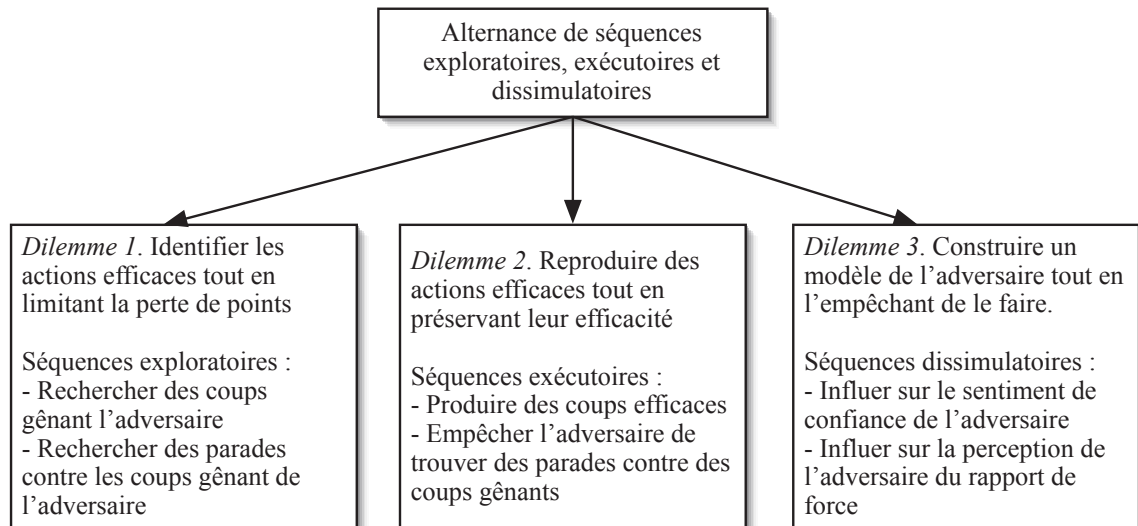 Alternance de séquences
exploratoires, exécutoires et
dissimulatoires
Dilemme 1. Identifier les
actions efficaces tout en
limitant la perte de points
Séquences exploratoires :
- Rechercher des coups
gênant l’adversaire
- Rechercher des parades
contre les coups gênant de
l’adversaire
Dilemme 2. Reproduire des
actions efficaces tout en
préservant leur efficacité
Séquences exécutoires :
- Produire des coups efficaces
- Empêcher l’adversaire de
trouver des parades contre des
coups gênants
Dilemme 3. Construire un
modèle de l’adversaire tout en
l’empêchant de le faire.
Séquences dissimulatoires :
- Influer sur le sentiment de
confiance de l’adversaire
- Influer sur la perception de
l’adversaire du rapport de
force